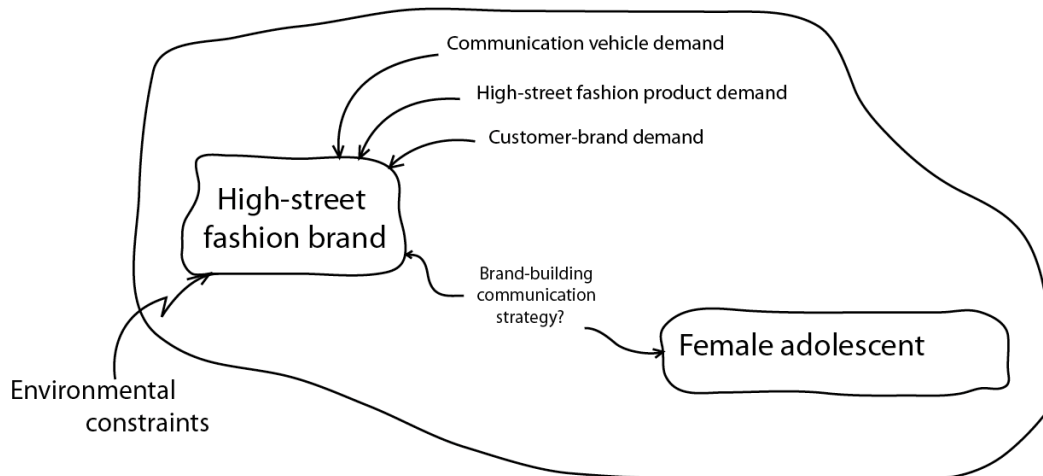 Communication vehicle demand
High-street fashion product demand
Customer-brand demand
High-street
fashion brand
Brand-building
communication
strategy?
Female adolescent
Environmental
constraints